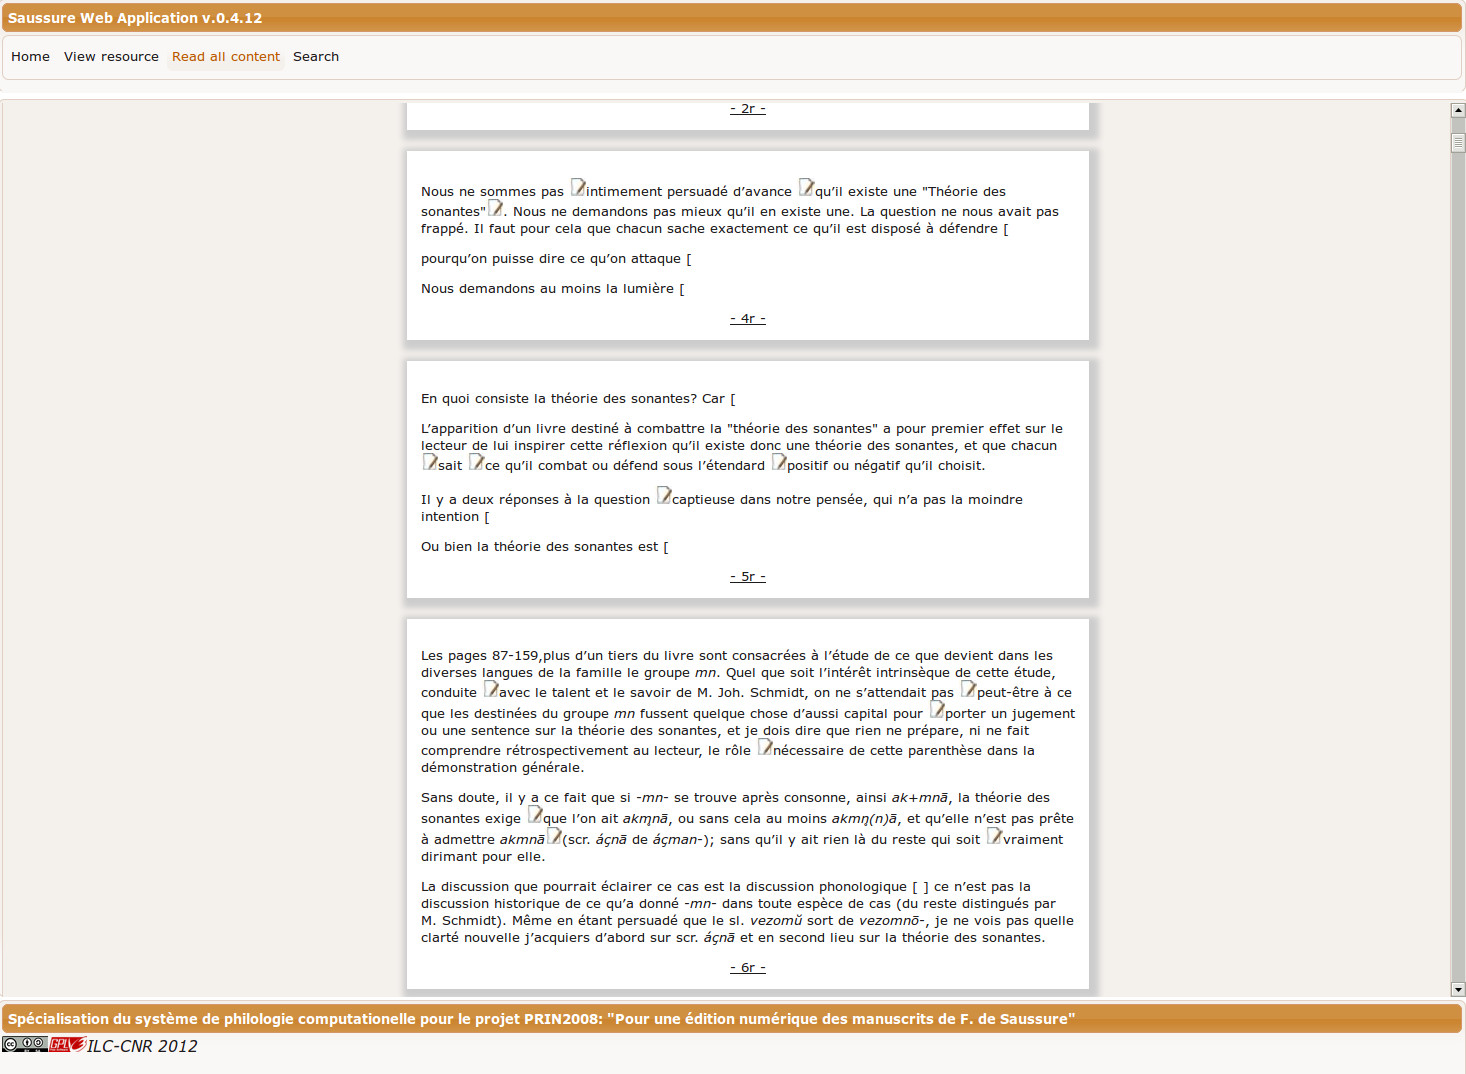 Saussure Web Application v.0.4.12
Home View resource Read all content Search
- 2r -
Nous ne sommes pas intimement persuadé d’avance qu’il existe une "Théorie des
sonantes". Nous ne demandons pas mieux qu’il en existe une. La question ne nous avait pas
frappé. Il faut pour cela que chacun sache exactement ce qu’il est disposé à défendre [
pourqu’on puisse dire ce qu’on attaque [
Nous demandons au moins la lumière [
- 4r -
En quoi consiste la théorie des sonantes? Car [
L’apparition d’un livre destiné à combattre la "théorie des sonantes" a pour premier effet sur le
lecteur de lui inspirer cette réflexion qu’il existe donc une théorie des sonantes, et que chacun
sait ce qu’il combat ou défend sous l’étendard positif ou négatif qu’il choisit.
Il y a deux réponses à la question captieuse dans notre pensée, qui n’a pas la moindre
intention [
Ou bien la théorie des sonantes est [
- 5r -
Les pages 87-159,plus d’un tiers du livre sont consacrées à l’étude de ce que devient dans les
diverses langues de la famille le groupe mn. Quel que soit l’intérêt intrinsèque de cette étude,
conduite avec le talent et le savoir de M. Joh. Schmidt, on ne s’attendait pas peut-être à ce
que les destinées du groupe mn fussent quelque chose d’aussi capital pour porter un jugement
ou une sentence sur la théorie des sonantes, et je dois dire que rien ne prépare, ni ne fait
comprendre rétrospectivement au lecteur, le rôle nécessaire de cette parenthèse dans la
démonstration générale.
Sans doute, il y a ce fait que si -mn- se trouve après consonne, ainsi ak+mnā, la théorie des
sonantes exige que l’on ait akm̥nā, ou sans cela au moins akmn̥(n)ā, et qu’elle n’est pas prête
à admettre akmnā(scr. áçnā de áçman-); sans qu’il y ait rien là du reste qui soit vraiment
dirimant pour elle.
La discussion que pourrait éclairer ce cas est la discussion phonologique [ ] ce n’est pas la
discussion historique de ce qu’a donné -mn- dans toute espèce de cas (du reste distingués par
M. Schmidt). Même en étant persuadé que le sl. vezomŭ sort de vezomnō-, je ne vois pas quelle
clarté nouvelle j’acquiers d’abord sur scr. áçnā et en second lieu sur la théorie des sonantes.
- 6r -
Spécialisation du système de philologie computationelle pour le projet PRIN2008: "Pour une édition numérique des manuscrits de F. de Saussure"
cc GPL ILC-CNR 2012